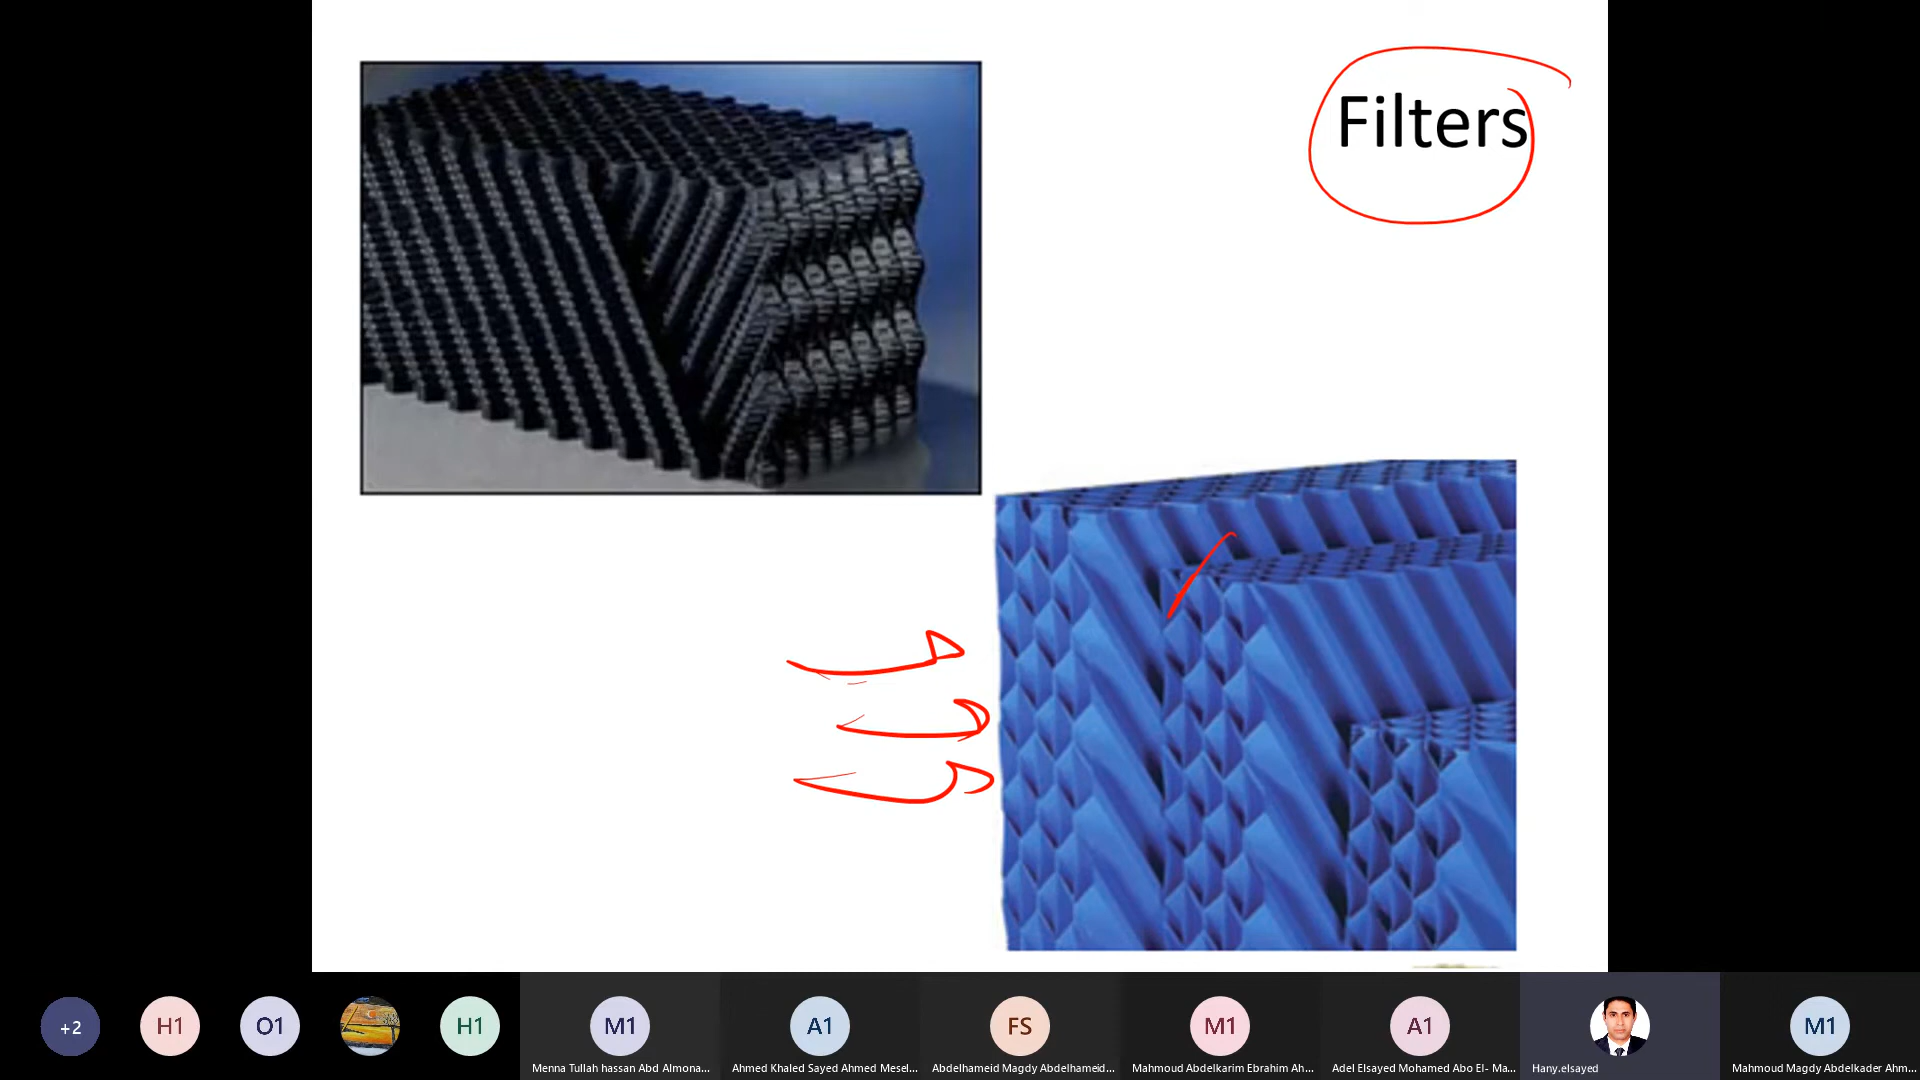 Filters
+2
H1
O1
H1
M1
A1
FS
M1
A1
M1
Menna Tullah hassan Abd Almona...
Ahmed Khaled Sayed Ahmed Mesel...
Abdelhameid Magdy Abdelhameid...
Mahmoud Abdelkarim Ebrahim Ah...
Adel Elsayed Mohamed Abo El- Ma...
Hany.elsayed
Mahmoud Magdy Abdelkader Ahm...